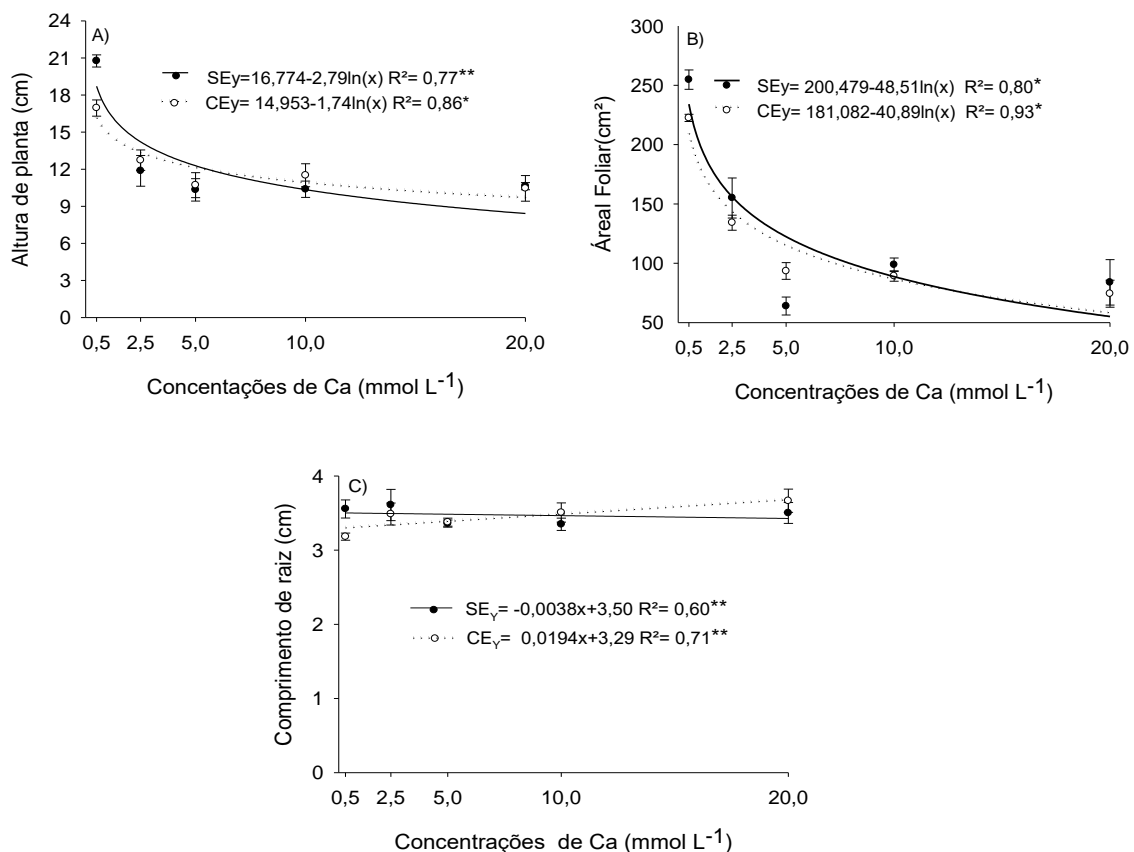 A)
24
21
18
15
12
9
6
3
0
Altura de planta (cm)
SEy=16,774-2,79ln(x) R²= 0,77**
CEy= 14,953-1,74ln(x) R²= 0,86*
0,5 2,5 5,0 10,0 20,0
Concentações de Ca (mmol L-1)
B)
300
250
200
150
100
50
Áreal Foliar(cm²)
SEy= 200,479-48,51ln(x) R²= 0,80*
CEy= 181,082-40,89ln(x) R²= 0,93*
0,5 2,5 5,0 10,0 20,0
Concentrações de Ca (mmol L-1)
C)
4
3
2
1
0
Comprimento de raiz (cm)
SEY= -0,0038x+3,50 R²= 0,60**
CEY= 0,0194x+3,29 R²= 0,71**
0,5 2,5 5,0 10,0 20,0
Concentrações de Ca (mmol L-1)